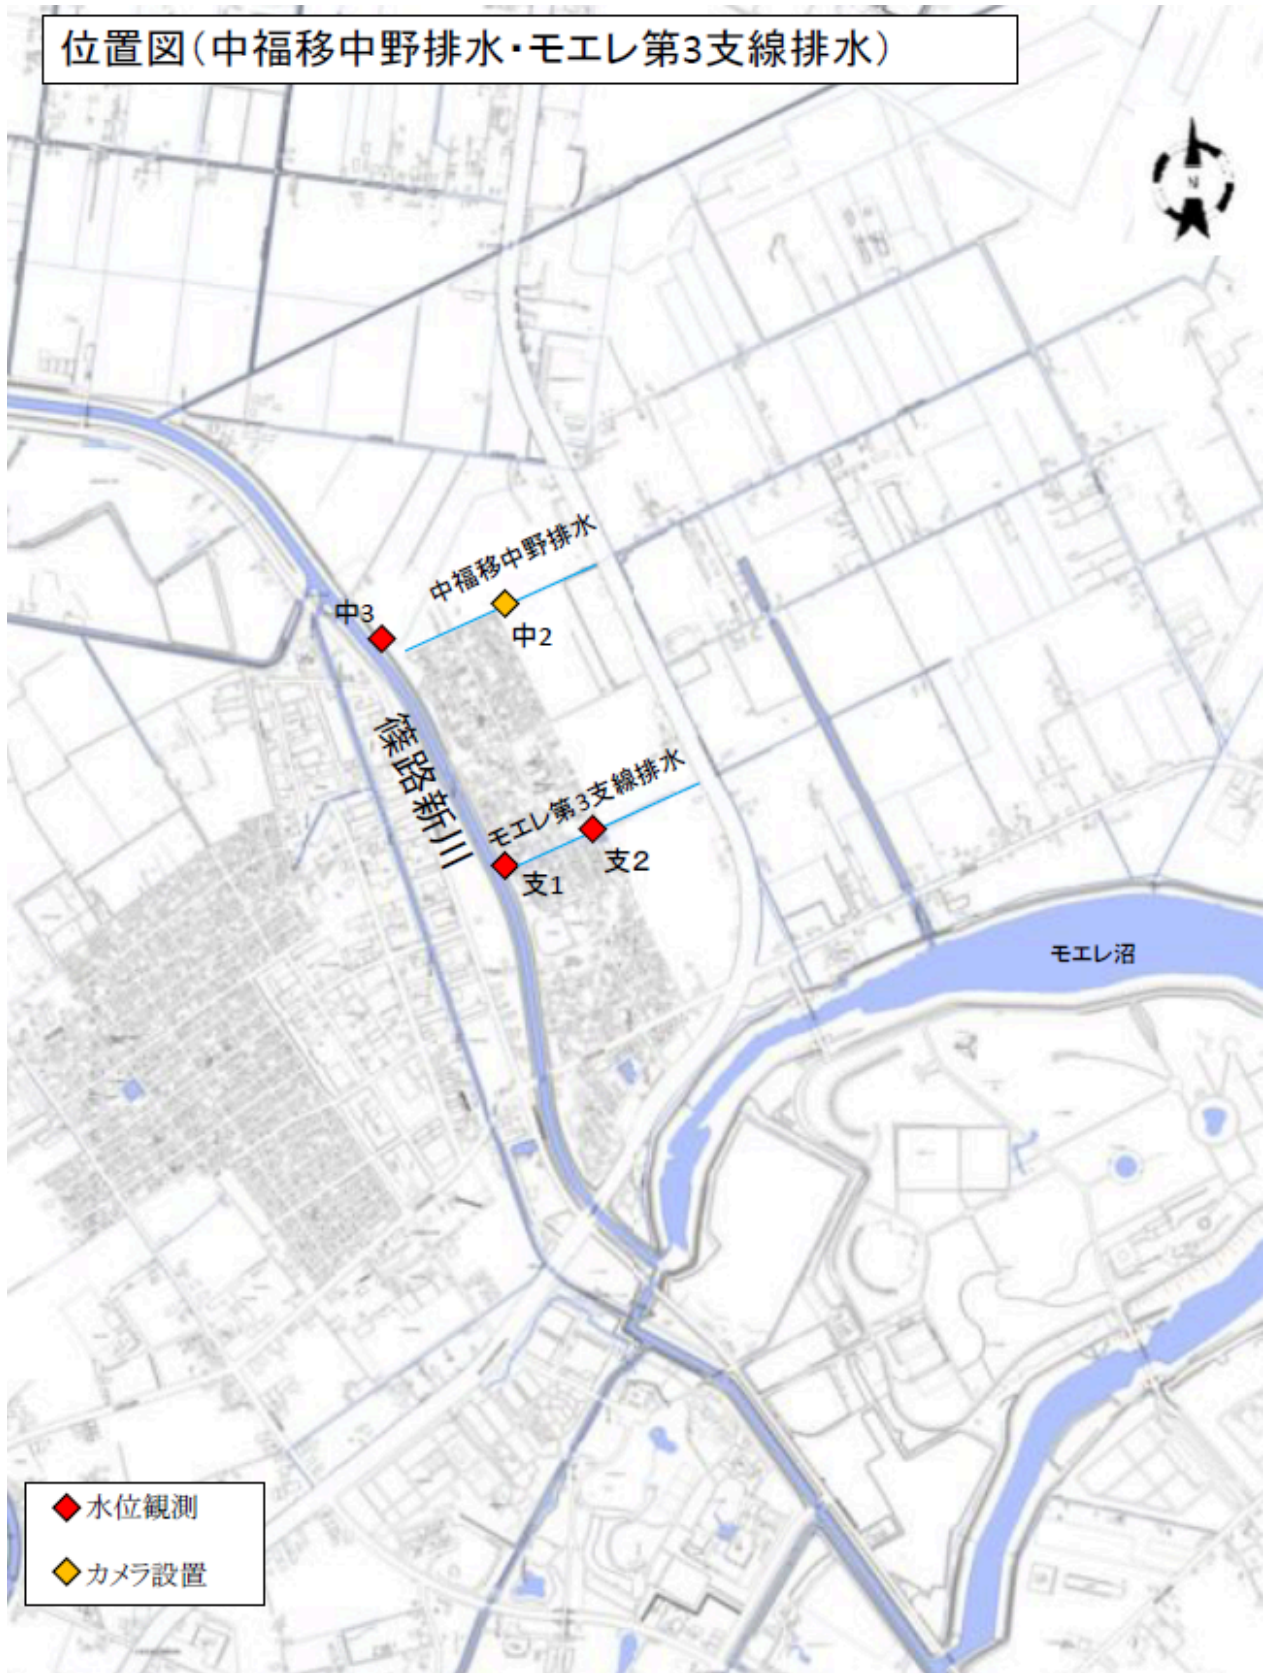 位置図（中福移中野排水・モエレ第3支線排水）
N
中福移中野排水
中3
中2
篠路新川
モエレ第3支線排水
支1
支2
モエレ沼
水位観測
カメラ設置